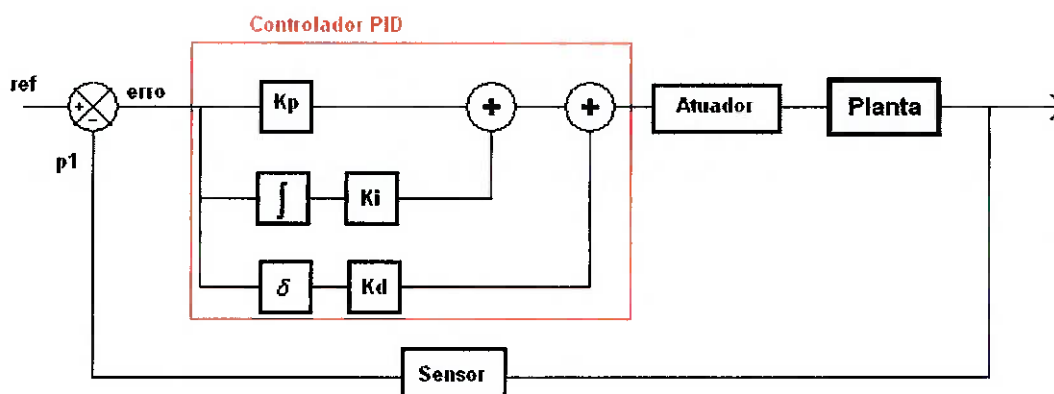 Controlador PID
ref
+
−
erro
p1
Kp
+
+
Atuador
Planta
∫
Ki
δ
Kd
Sensor